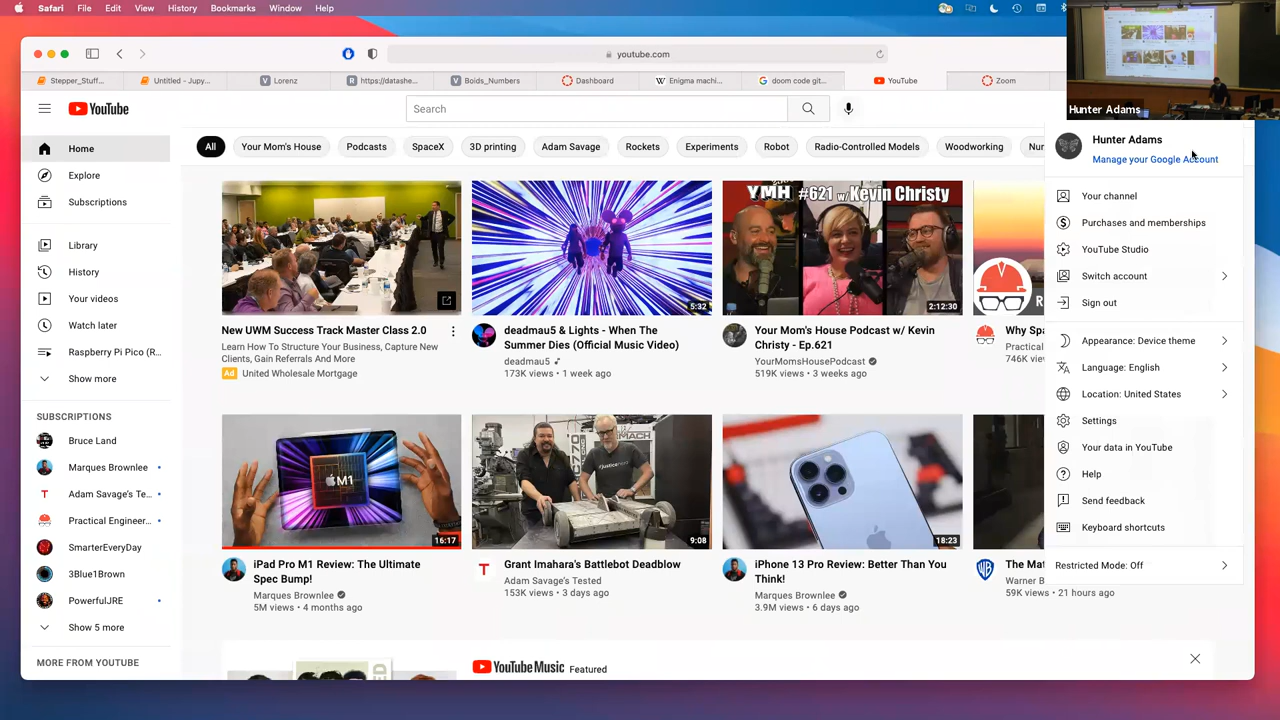 Safari File Edit View History Bookmarks Window Help
youtube.com
Stepper_Stuff...
Untitled - Jupy...
Lorenz
https://datashe...
Boids_Numbers
Dashboard
Enigma machi...
doom code git...
YouTube
Zoom
Hunter Adams
YouTube
Search
Home
Explore
Subscriptions
Library
History
Your videos
Watch later
Raspberry Pi Pico (R...
Show more
SUBSCRIPTIONS
Bruce Land
Marques Brownlee
Adam Savage's Te...
Practical Engineer...
SmarterEveryDay
3Blue1Brown
PowerfulJRE
Show 5 more
MORE FROM YOUTUBE
All
Your Mom's House
Podcasts
SpaceX
3D printing
Adam Savage
Rockets
Experiments
Robot
Radio-Controlled Models
Woodworking
New UWM Success Track Master Class 2.0
Learn How To Structure Your Business, Capture New
Clients, Gain Referrals And More
Ad United Wholesale Mortgage
5:32
deadmau5 & Lights - When The
Summer Dies (Official Music Video)
deadmau5
173K views • 1 week ago
YMH #621 w/ Kevin Christy
2:12:30
Your Mom's House Podcast w/ Kevin
Christy - Ep.621
YourMomsHousePodcast
519K views • 3 weeks ago
R
Why Spa
Practical
746K vie
M1
16:17
iPad Pro M1 Review: The Ultimate
Spec Bump!
Marques Brownlee
5M views • 4 months ago
MACH
9:08
Grant Imahara's Battlebot Deadblow
Adam Savage's Tested
153K views • 3 days ago
18:23
iPhone 13 Pro Review: Better Than You
Think!
Marques Brownlee
3.9M views • 6 days ago
The Mat
Warner B
59K views • 21 hours ago
YouTube Music Featured
Hunter Adams
Manage your Google Account
Your channel
Purchases and memberships
YouTube Studio
Switch account
Sign out
Appearance: Device theme
Language: English
Location: United States
Settings
Your data in YouTube
Help
Send feedback
Keyboard shortcuts
Restricted Mode: Off